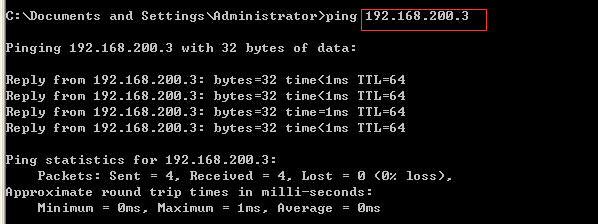 C:\Documents and Settings\Administrator>ping 192.168.200.3
Pinging 192.168.200.3 with 32 bytes of data:
Reply from 192.168.200.3: bytes=32 time<1ms TTL=64
Reply from 192.168.200.3: bytes=32 time<1ms TTL=64
Reply from 192.168.200.3: bytes=32 time=1ms TTL=64
Reply from 192.168.200.3: bytes=32 time<1ms TTL=64
Ping statistics for 192.168.200.3:
Packets: Sent = 4, Received = 4, Lost = 0 (0% loss),
Approximate round trip times in milli-seconds:
Minimum = 0ms, Maximum = 1ms, Average = 0ms